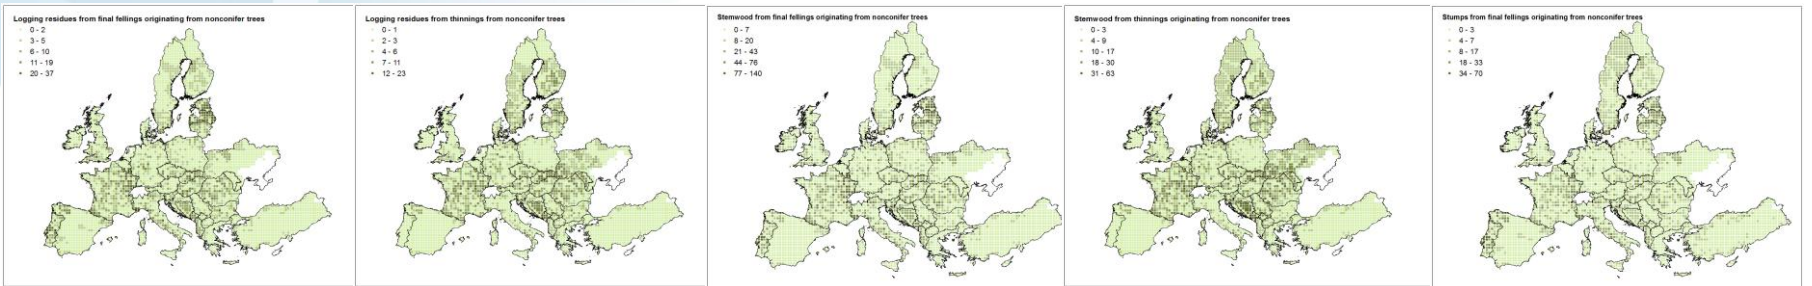 Logging residues from final fellings originating from nonconifer trees
0 - 2
3 - 5
6 - 10
11 - 19
20 - 37
Logging residues from thinnings originating from nonconifer trees
0 - 1
2 - 3
4 - 6
7 - 11
12 - 23
Stemwood from final fellings originating from nonconifer trees
0 - 7
8 - 20
21 - 43
44 - 76
77 - 140
Stemwood from thinnings originating from nonconifer trees
0 - 3
4 - 9
10 - 17
18 - 30
31 - 63
Stumps from final fellings originating from nonconifer trees
0 - 3
4 - 7
8 - 17
18 - 33
34 - 70